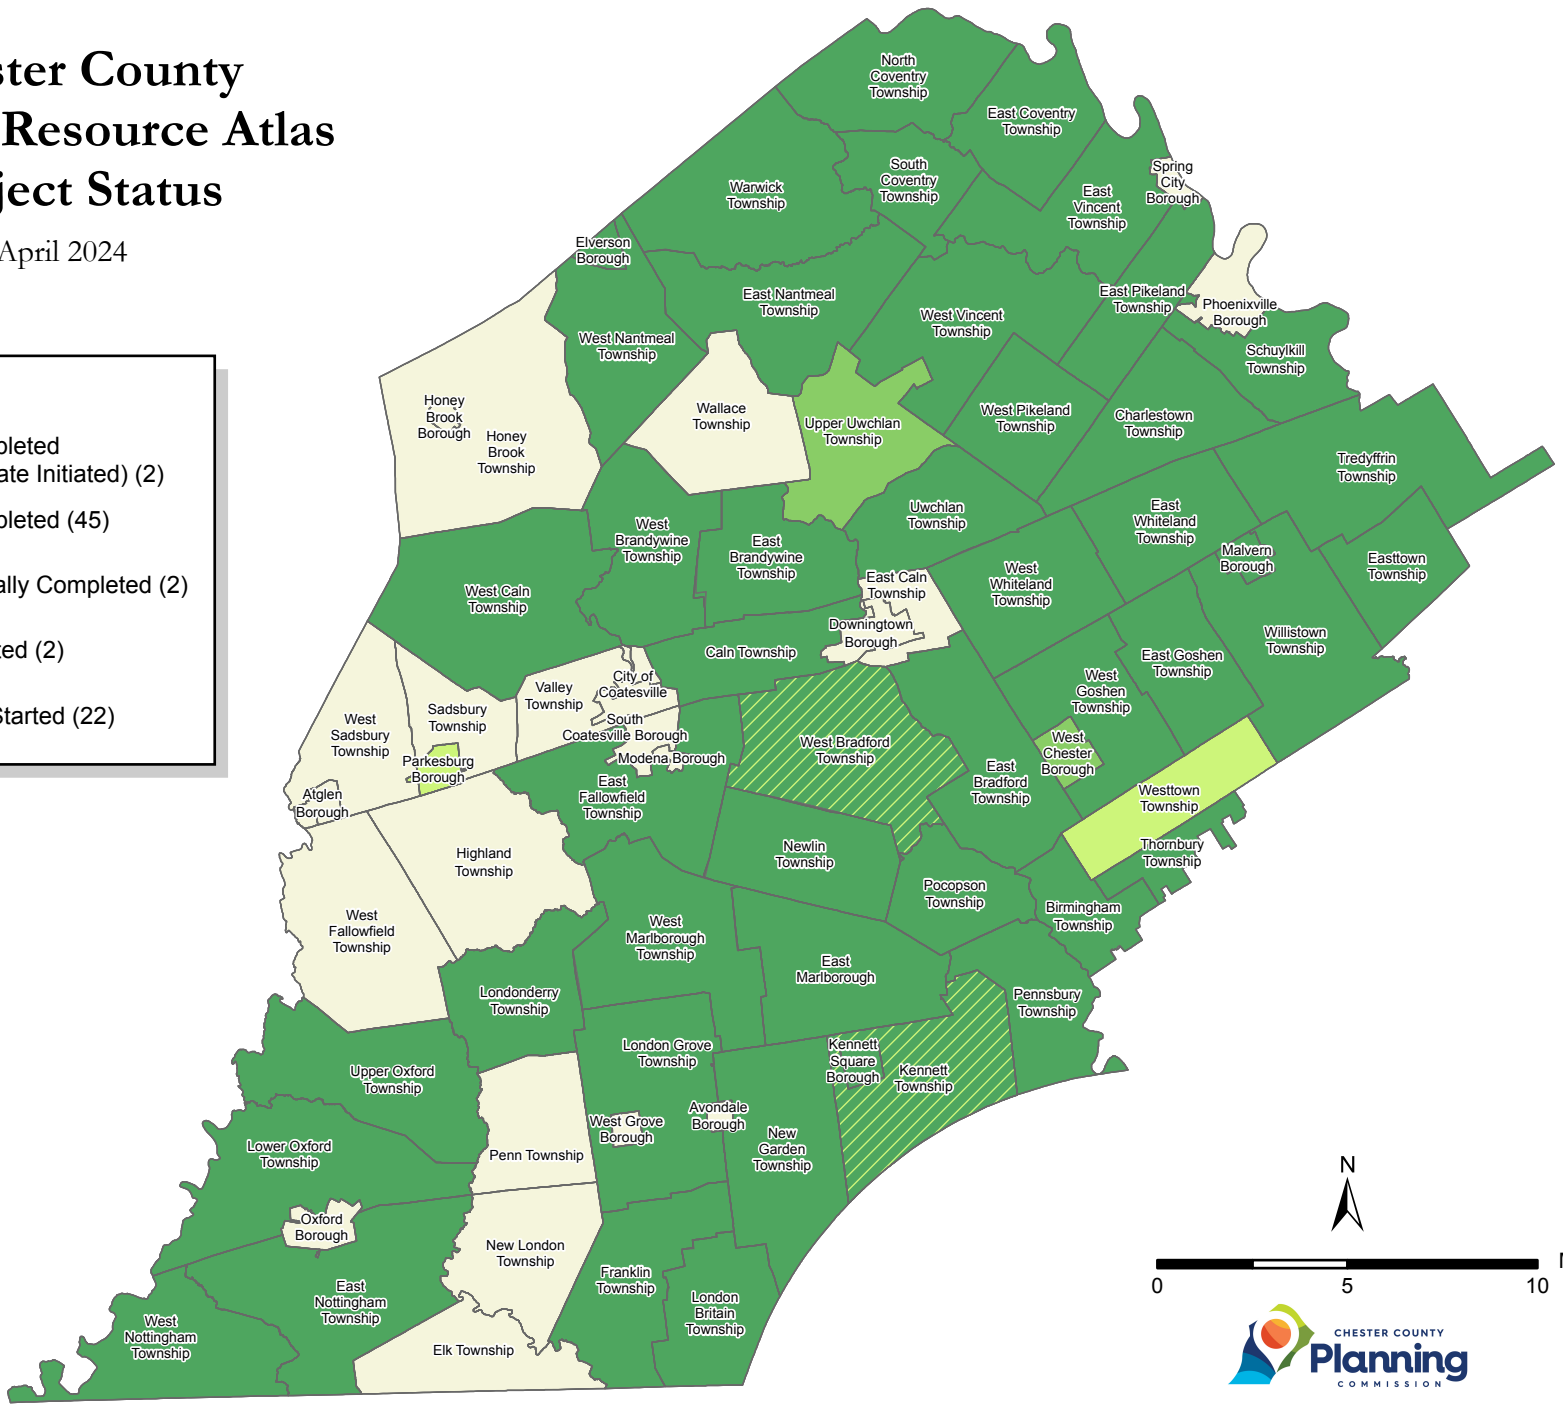 ster County
Resource Atlas
ject Status
April 2024
pleted
ate Initiated) (2)
pleted (45)
ally Completed (2)
ted (2)
Started (22)
North
Coventry
Township
East Coventry
Township
Spring
City
Borough
South
Coventry
Township
Warwick
Township
East
Vincent
Township
Elverson
Borough
East Nantmeal
Township
East Pikeland
Township
Phoenixville
Borough
West Vincent
Township
West Nantmeal
Township
Schuylkill
Township
Honey
Brook
Borough
Honey
Brook
Township
Wallace
Township
Upper Uwchlan
Township
West Pikeland
Township
Charlestown
Township
Tredyffrin
Township
Uwchlan
Township
East
Whiteland
Township
West
Brandywine
Township
East
Brandywine
Township
Malvern
Borough
Easttown
Township
West
Whiteland
Township
East Caln
Township
West Caln
Township
Downingtown
Borough
Willistown
Township
Caln Township
East Goshen
Township
West
Goshen
Township
City of
Coatesville
Valley
Township
Sadsbury
Township
West
Sadsbury
Township
South
Coatesville Borough
Modena Borough
West Bradford
Township
West
Chester
Borough
Parkesburg
Borough
East
Bradford
Township
East
Fallowfield
Township
Atglen
Borough
Westtown
Township
Thornbury
Township
Highland
Township
Newlin
Township
Pocopson
Township
Birmingham
Township
West
Fallowfield
Township
West
Marlborough
Township
East
Marlborough
Londonderry
Township
Pennsbury
Township
London Grove
Township
Kennett
Square
Borough
Kennett
Township
Upper Oxford
Township
Avondale
Borough
West Grove
Borough
New
Garden
Township
Lower Oxford
Township
Penn Township
Oxford
Borough
New London
Township
Franklin
Township
East
Nottingham
Township
London
Britain
Township
West
Nottingham
Township
Elk Township
N
0 5 10
CHESTER COUNTY
Planning
COMMISSION